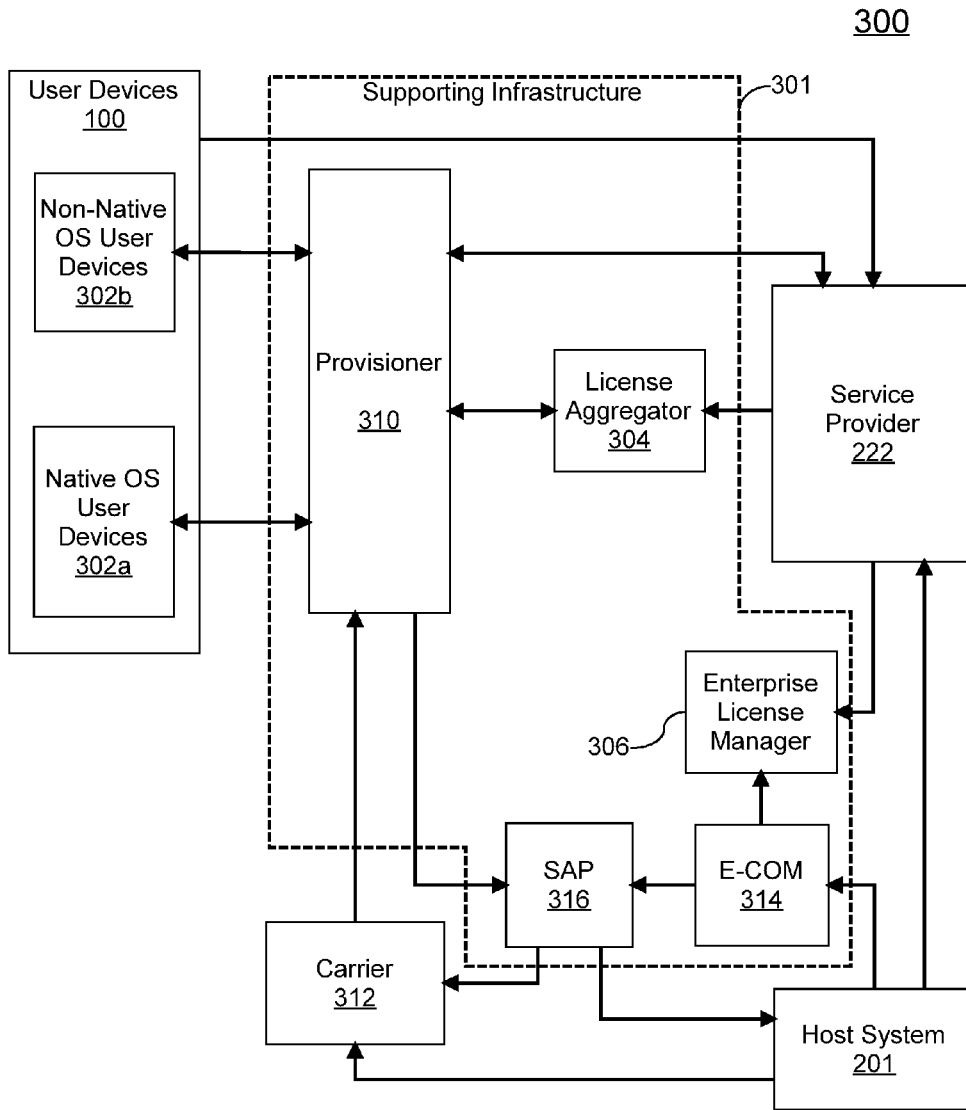 300
User Devices
100
Supporting Infrastructure
301
Non-Native
OS User
Devices
302b
Provisioner
310
License
Aggregator
304
Service
Provider
222
Native OS
User
Devices
302a
Enterprise
License
Manager
306
SAP
316
E-COM
314
Carrier
312
Host System
201